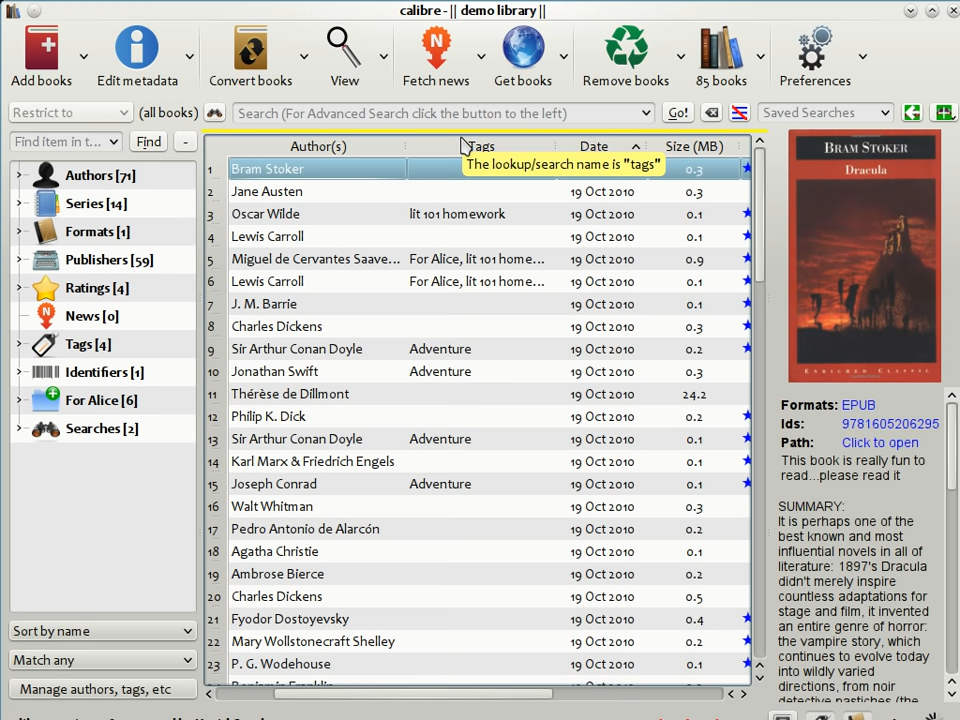 calibre - || demo library ||
Add books
Edit metadata
Convert books
View
Fetch news
Get books
Remove books
85 books
Preferences
Restrict to
(all books)
Search (For Advanced Search click the button to the left)
Go!
Saved Searches
Find item in t...
Find
-
Authors [71]
Series [14]
Formats [1]
Publishers [59]
Ratings [4]
News [0]
Tags [4]
Identifiers [1]
For Alice [6]
Searches [2]
Sort by name
Match any
Manage authors, tags, etc
Author(s) Tags Date Size (MB)
The lookup/search name is "tags"
1 Bram Stoker 0.3
2 Jane Austen 19 Oct 2010 0.3
3 Oscar Wilde lit 101 homework 19 Oct 2010 0.1
4 Lewis Carroll 19 Oct 2010 0.1
5 Miguel de Cervantes Saave... For Alice, lit 101 home... 19 Oct 2010 0.9
6 Lewis Carroll For Alice, lit 101 home... 19 Oct 2010 0.1
7 J. M. Barrie 19 Oct 2010 0.1
8 Charles Dickens 19 Oct 2010 0.3
9 Sir Arthur Conan Doyle Adventure 19 Oct 2010 0.2
10 Jonathan Swift Adventure 19 Oct 2010 0.1
11 Thérèse de Dillmont 19 Oct 2010 24.2
12 Philip K. Dick 19 Oct 2010 0.2
13 Sir Arthur Conan Doyle Adventure 19 Oct 2010 0.1
14 Karl Marx & Friedrich Engels 19 Oct 2010 0.1
15 Joseph Conrad Adventure 19 Oct 2010 0.1
16 Walt Whitman 19 Oct 2010 0.3
17 Pedro Antonio de Alarcón 19 Oct 2010 0.2
18 Agatha Christie 19 Oct 2010 0.1
19 Ambrose Bierce 19 Oct 2010 0.2
20 Charles Dickens 19 Oct 2010 0.5
21 Fyodor Dostoyevsky 19 Oct 2010 0.4
22 Mary Wollstonecraft Shelley 19 Oct 2010 0.2
23 P. G. Wodehouse 19 Oct 2010 0.1
BRAM STOKER
Dracula
ENRICHED CLASSIC
Formats: EPUB
Ids: 9781605206295
Path: Click to open
This book is really fun to
read...please read it
SUMMARY:
It is perhaps one of the
best known and most
influential novels in all of
literature: 1897's Dracula
didn't merely inspire
countless adaptations for
stage and film, it invented
an entire genre of horror:
the vampire story, which
continues to evolve today
into wildly varied
directions, from noir
detective pastiches (the